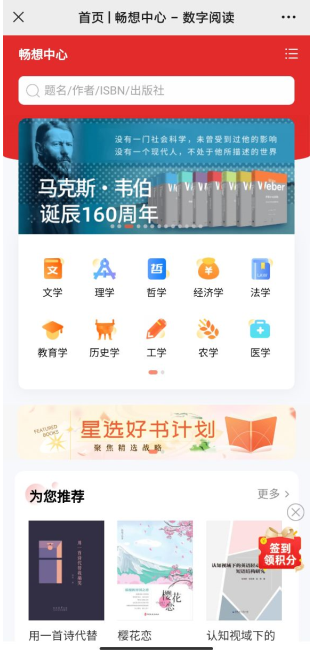 首页 | 畅想中心 – 数字阅读
畅想中心
题名/作者/ISBN/出版社
没有一门社会科学，未曾受到过他的影响
没有一个现代人，不处于他所描述的世界
马克斯·韦伯
诞辰160周年
Weber
文学
理学
哲学
经济学
法学
教育学
历史学
工学
农学
医学
FEATURED
BOOKS
星选好书计划
聚焦精选战略
为您推荐
更多
签到
领积分
用一首诗代替
樱花恋
认知视域下的